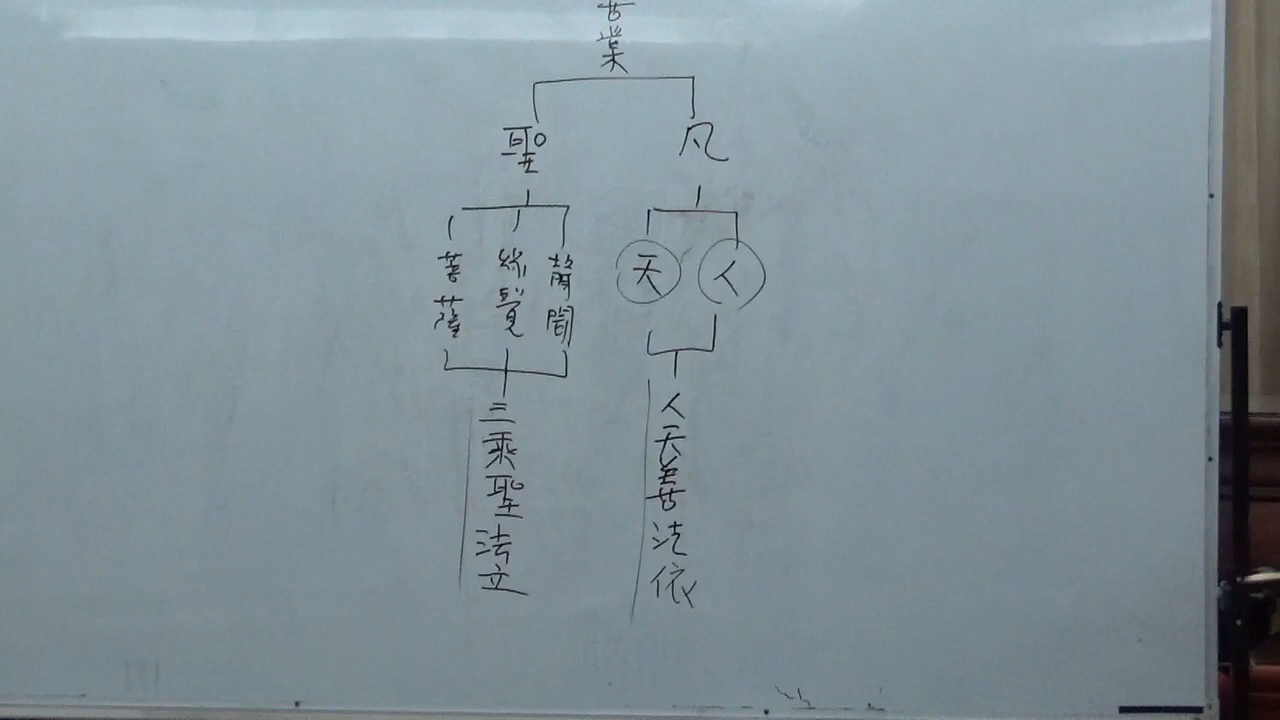 善業
凡
聖
人
天
聲聞
緣覺
菩薩
人天善法依
三乘聖法立